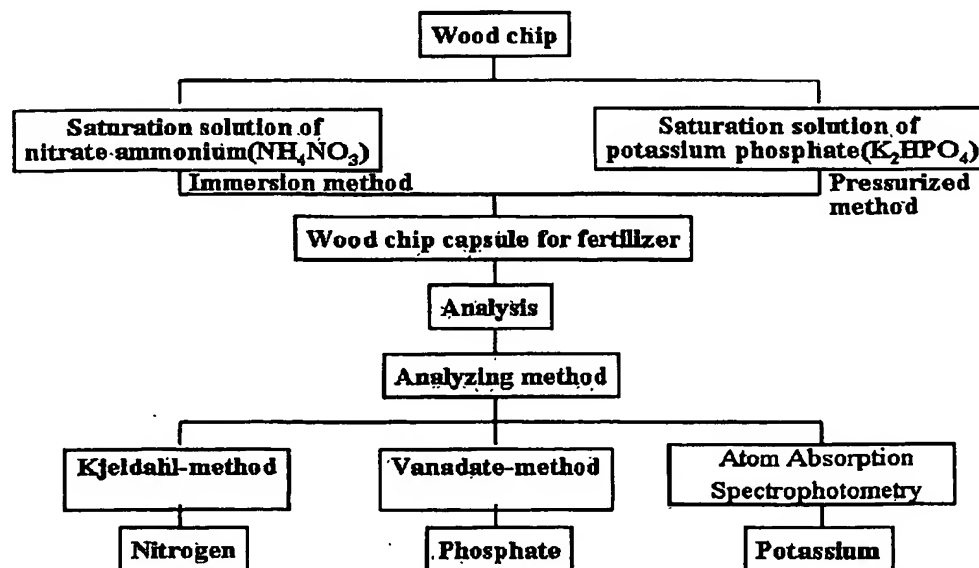 Wood chip
Saturation solution of
nitrate-ammonium(NH₄NO₃)
Saturation solution of
potassium phosphate(K₂HPO₄)
Immersion method
Pressurized
method
Wood chip capsule for fertilizer
Analysis
Analyzing method
Kjeldahl-method
Vanadate-method
Atom Absorption
Spectrophotometry
Nitrogen
Phosphate
Potassium